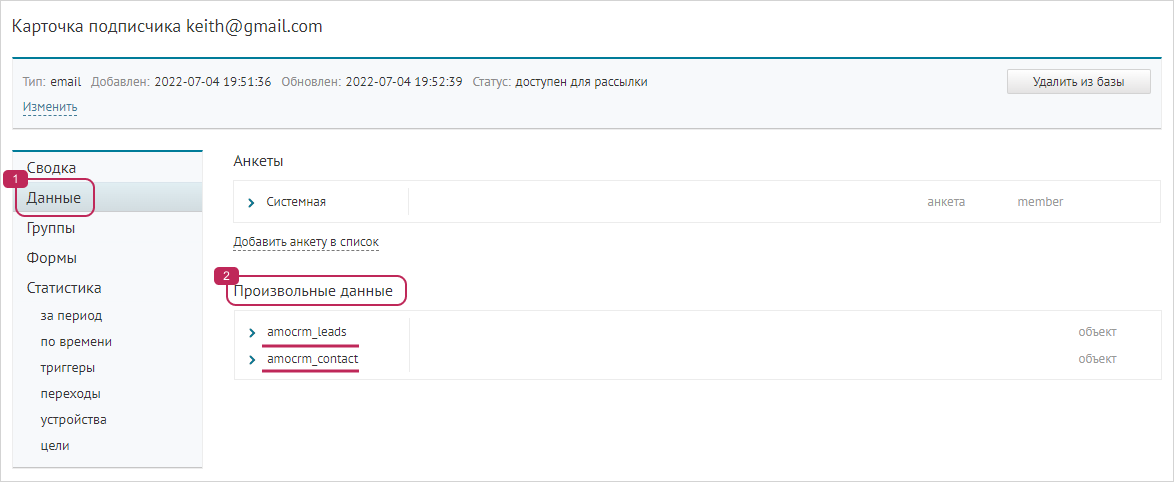 Карточка подписчика keith@gmail.com
Тип: email Добавлен: 2022-07-04 19:51:36 Обновлен: 2022-07-04 19:52:39 Статус: доступен для рассылки
Удалить из базы
Изменить
Сводка
1
Данные
Группы
Формы
Статистика
за период
по времени
триггеры
переходы
устройства
цели
Анкеты
Системная анкета member
Добавить анкету в список
2
Произвольные данные
amocrm_leads объект
amocrm_contact объект